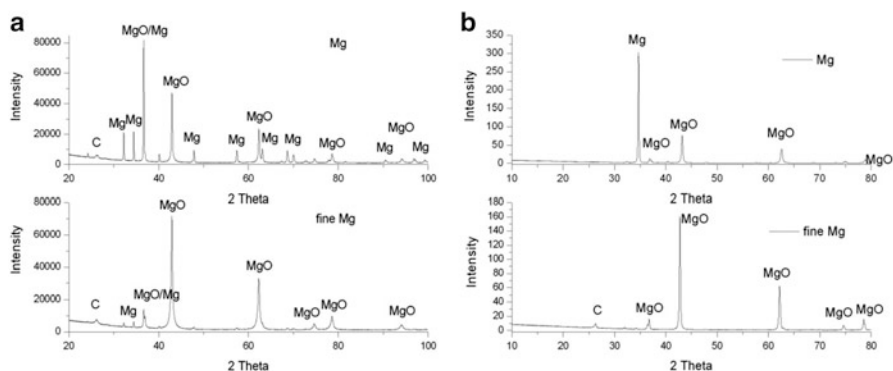 a
MgO/Mg
80000
Mg
60000
MgO
40000
MgO
20000
C
Mg
Mg
Mg
Mg
Mg
Mg
MgO
MgO
Mg
Mg
0
20
40
60
80
100
Intensity
2 Theta
MgO
80000
fine Mg
60000
40000
MgO
20000
C
Mg
MgO/Mg
MgO
MgO
MgO
0
20
40
60
80
100
Intensity
2 Theta
b
350
Mg
Mg
300
250
200
150
100
50
0
MgO
MgO
MgO
MgO
10
20
30
40
50
60
70
80
Intensity
2 Theta
180
MgO
fine Mg
160
140
120
100
80
60
40
20
0
C
MgO
MgO
MgO
MgO
10
20
30
40
50
60
70
80
Intensity
2 Theta